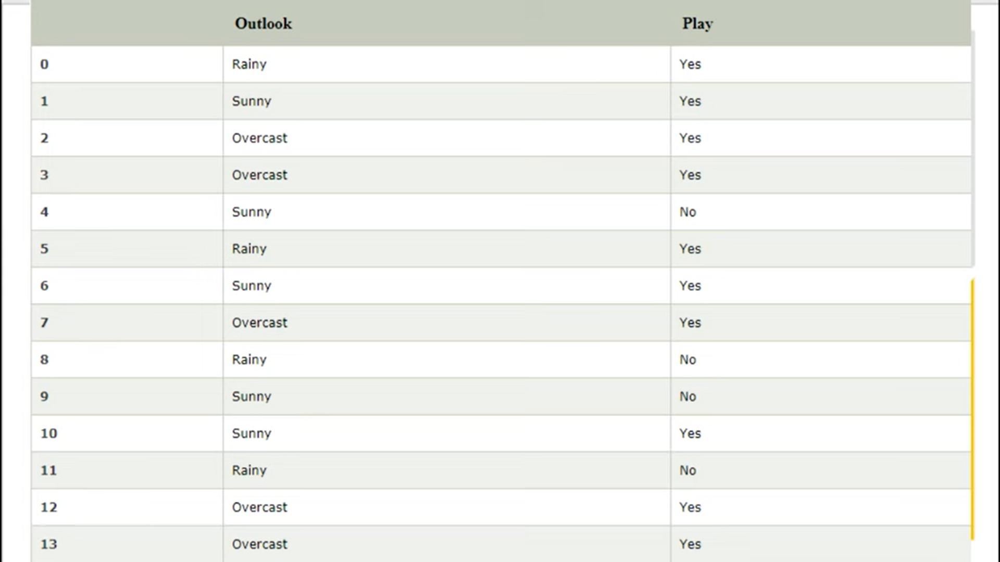 Outlook Play
0 Rainy Yes
1 Sunny Yes
2 Overcast Yes
3 Overcast Yes
4 Sunny No
5 Rainy Yes
6 Sunny Yes
7 Overcast Yes
8 Rainy No
9 Sunny No
10 Sunny Yes
11 Rainy No
12 Overcast Yes
13 Overcast Yes